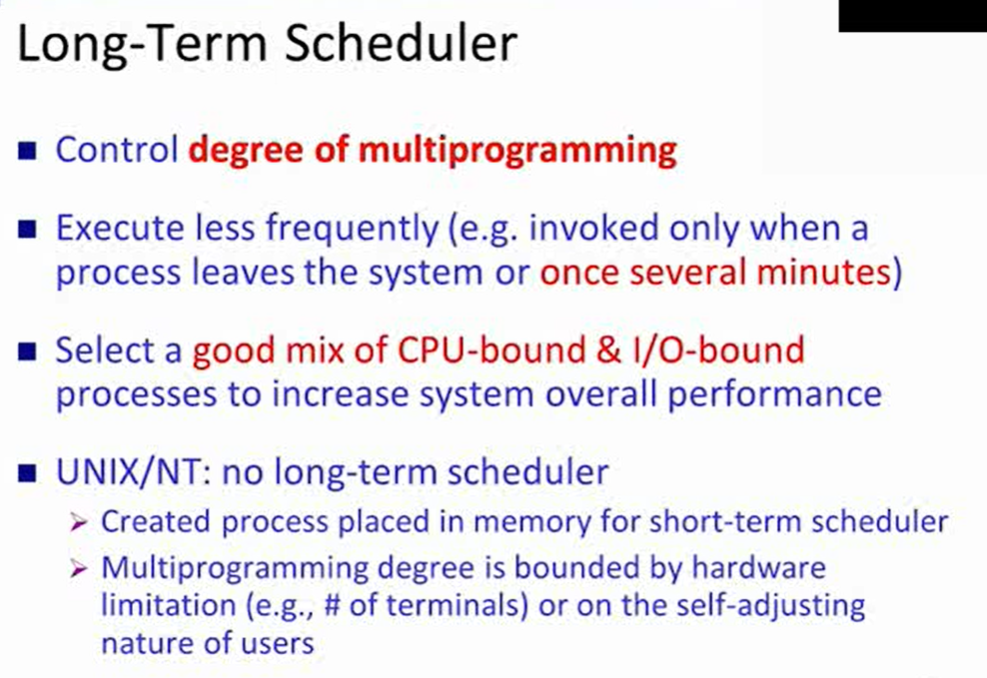 Long-Term Scheduler
■ Control degree of multiprogramming
■ Execute less frequently (e.g. invoked only when a
process leaves the system or once several minutes)
■ Select a good mix of CPU-bound & I/O-bound
processes to increase system overall performance
■ UNIX/NT: no long-term scheduler
➢ Created process placed in memory for short-term scheduler
➢ Multiprogramming degree is bounded by hardware
limitation (e.g., # of terminals) or on the self-adjusting
nature of users